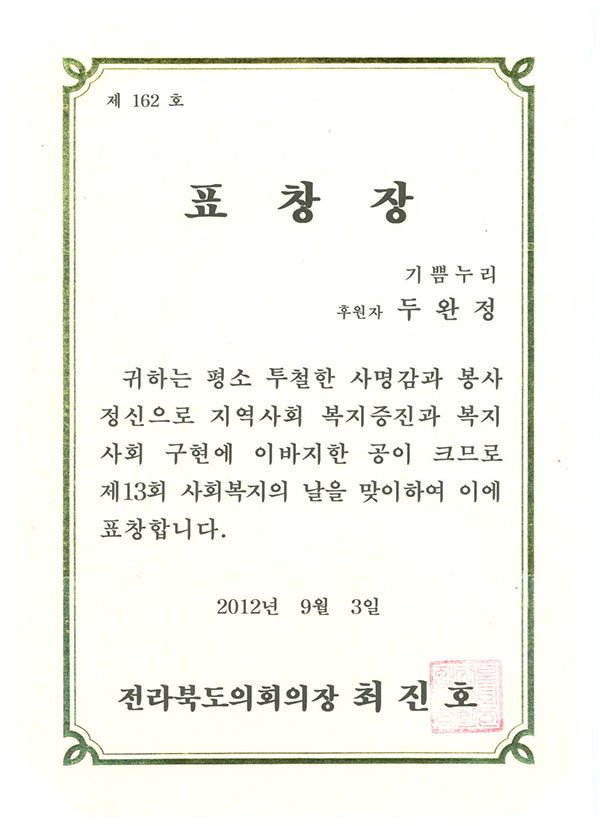 제 162 호
표 창 장
기쁨누리
후원자 두 완 정
귀하는 평소 투철한 사명감과 봉사
정신으로 지역사회 복지증진과 복지
사회 구현에 이바지한 공이 크므로
제13회 사회복지의 날을 맞이하여 이에
표창합니다.
2012년 9월 3일
전라북도의회의장 최 진 호